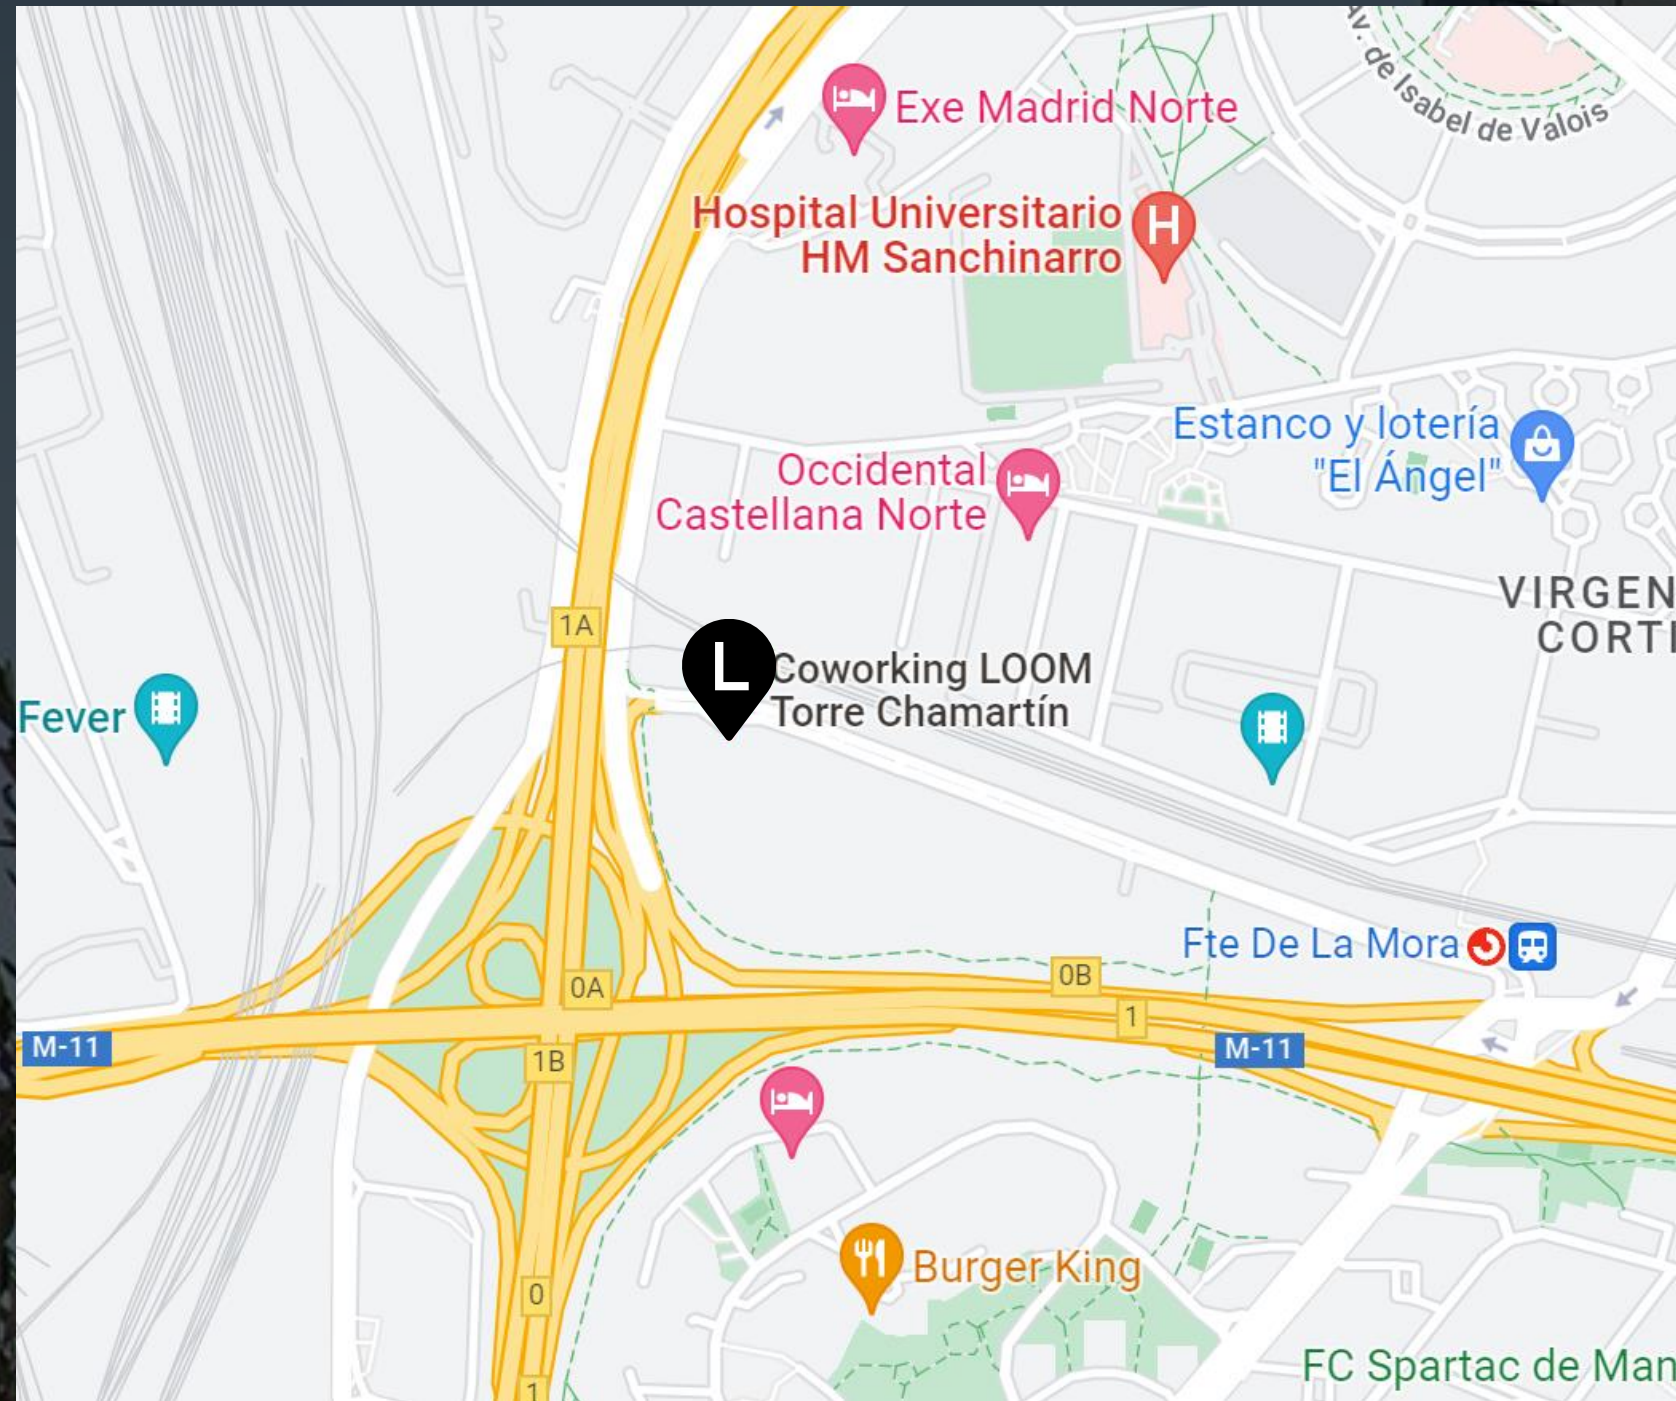 Av. de Isabel de Valois
Exe Madrid Norte
Hospital Universitario
HM Sanchinarro
H
Estanco y lotería
"El Ángel"
Occidental
Castellana Norte
VIRGEN
CORTI
1A
L
Coworking LOOM
Torre Chamartín
Fever
Fte De La Mora
0A
0B
1
M-11
M-11
1B
Burger King
0
FC Spartac de Man
1